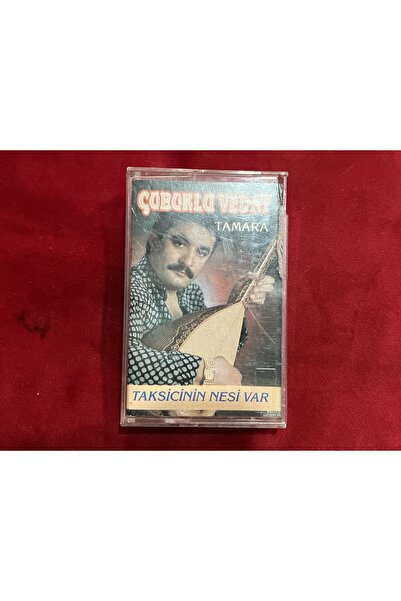 ÇUBUKLU VEDAT
TAMARA
TAKSİCİNİN NESİ VAR